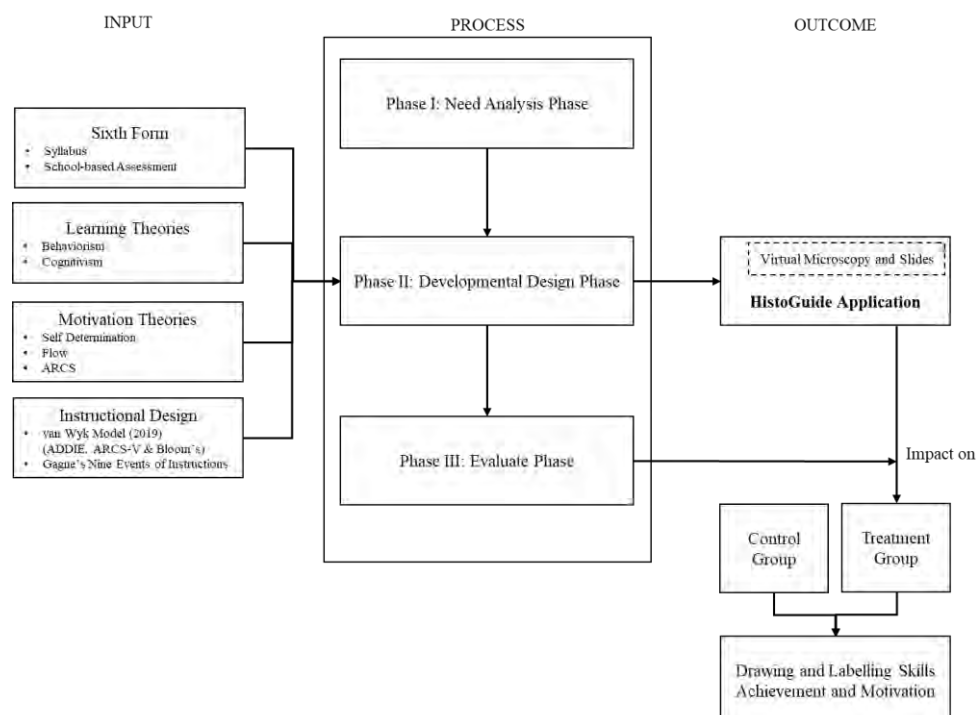 INPUT
PROCESS
OUTCOME
Sixth Form
• Syllabus
• School-based Assessment
Learning Theories
• Behaviorism
• Cognitivism
Motivation Theories
• Self Determination
• Flow
• ARCS
Instructional Design
• van Wyk Model (2019)
(ADDIE, ARCS-V & Bloom's)
• Gagne's Nine Events of Instructions
Phase I: Need Analysis Phase
Phase II: Developmental Design Phase
Phase III: Evaluate Phase
Virtual Microscopy and Slides
HistoGuide Application
Impact on
Control
Group
Treatment
Group
Drawing and Labelling Skills
Achievement and Motivation